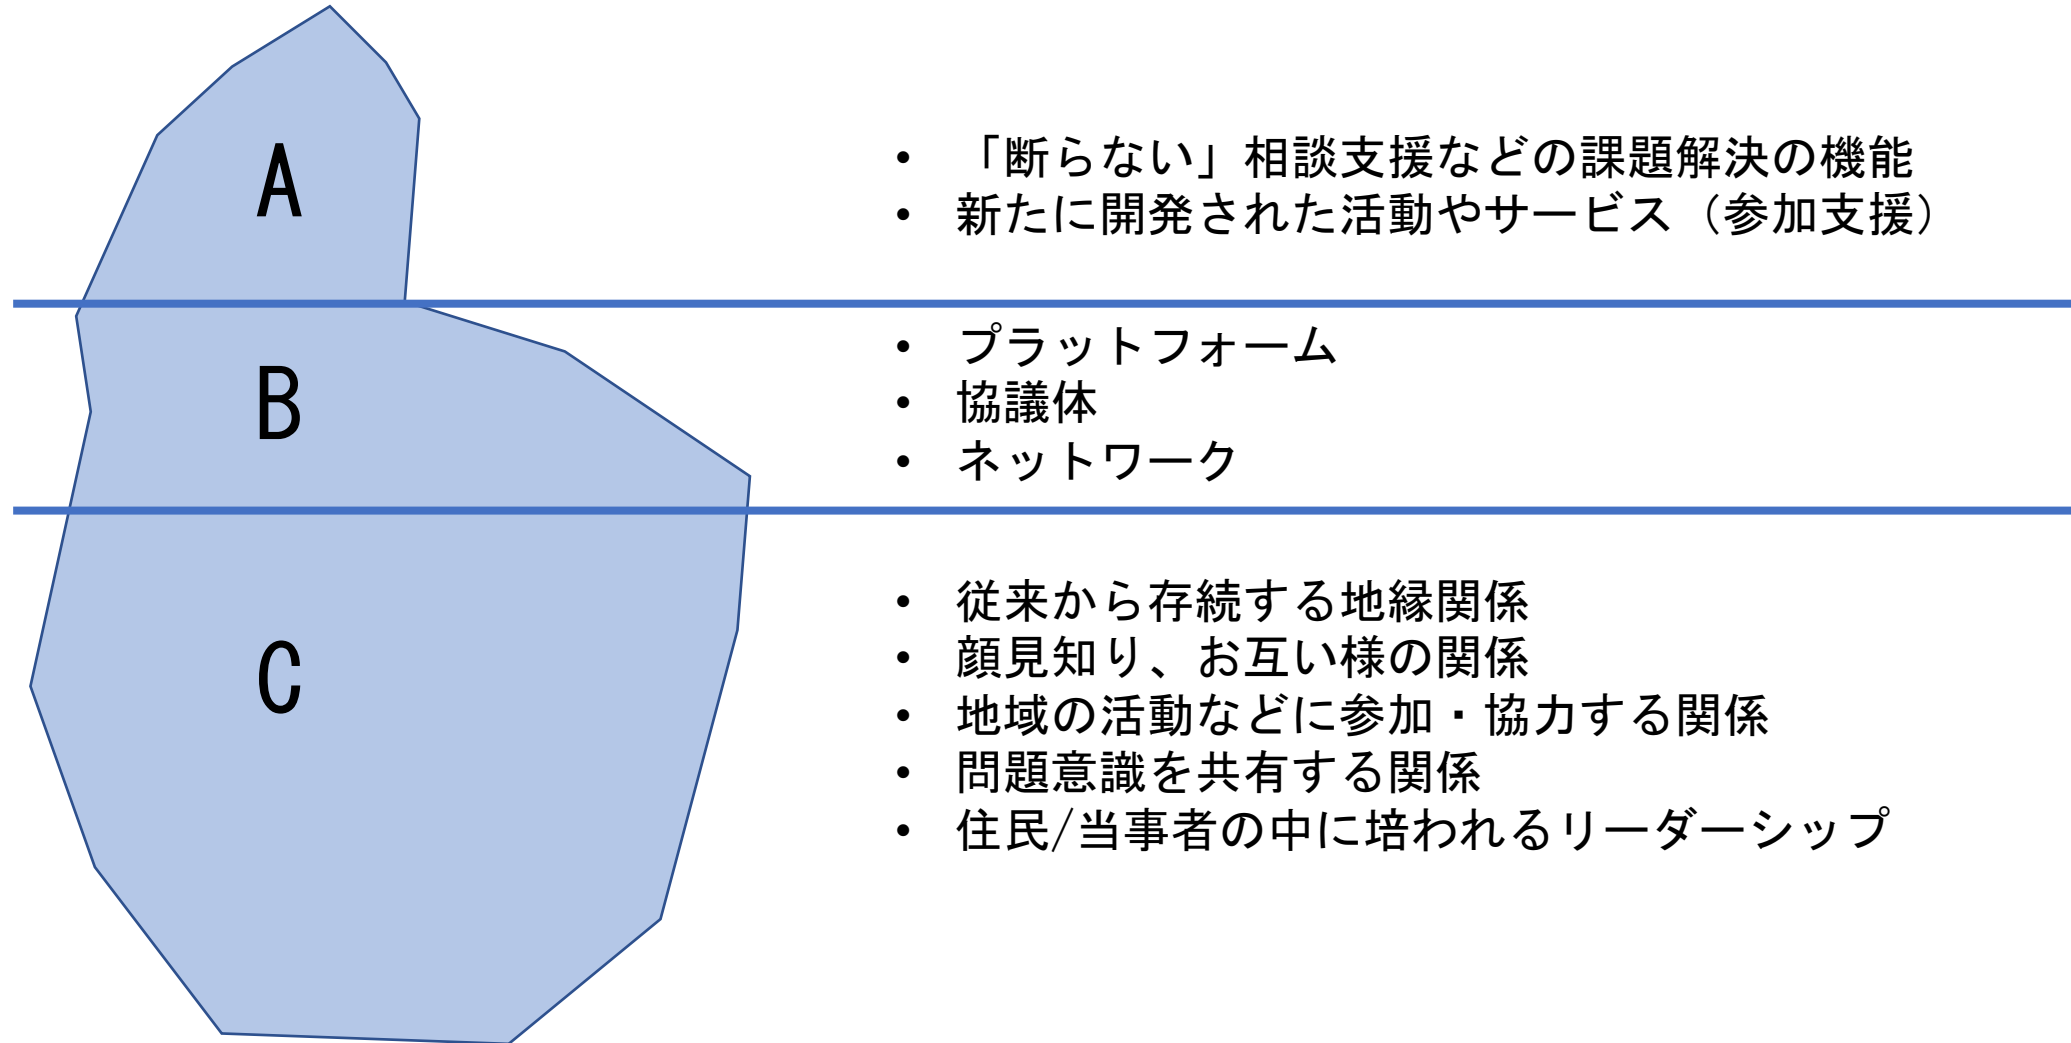 A
• 「断らない」相談支援などの課題解決の機能
• 新たに開発された活動やサービス（参加支援）
B
• プラットフォーム
• 協議体
• ネットワーク
C
• 従来から存続する地縁関係
• 顔見知り、お互い様の関係
• 地域の活動などに参加・協力する関係
• 問題意識を共有する関係
• 住民/当事者の中に培われるリーダーシップ